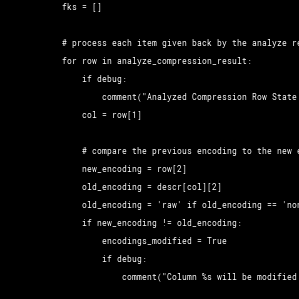 fks = []
# process each item given back by the analyze
for row in analyze_compression_result:
if debug:
comment("Analyzed Compression Row State
col = row[1]
# compare the previous encoding to the new
new_encoding = row[2]
old_encoding = descr[col][2]
old_encoding = 'raw' if old_encoding == 'non
if new_encoding != old_encoding:
encodings_modified = True
if debug:
comment("Column %s will be modified